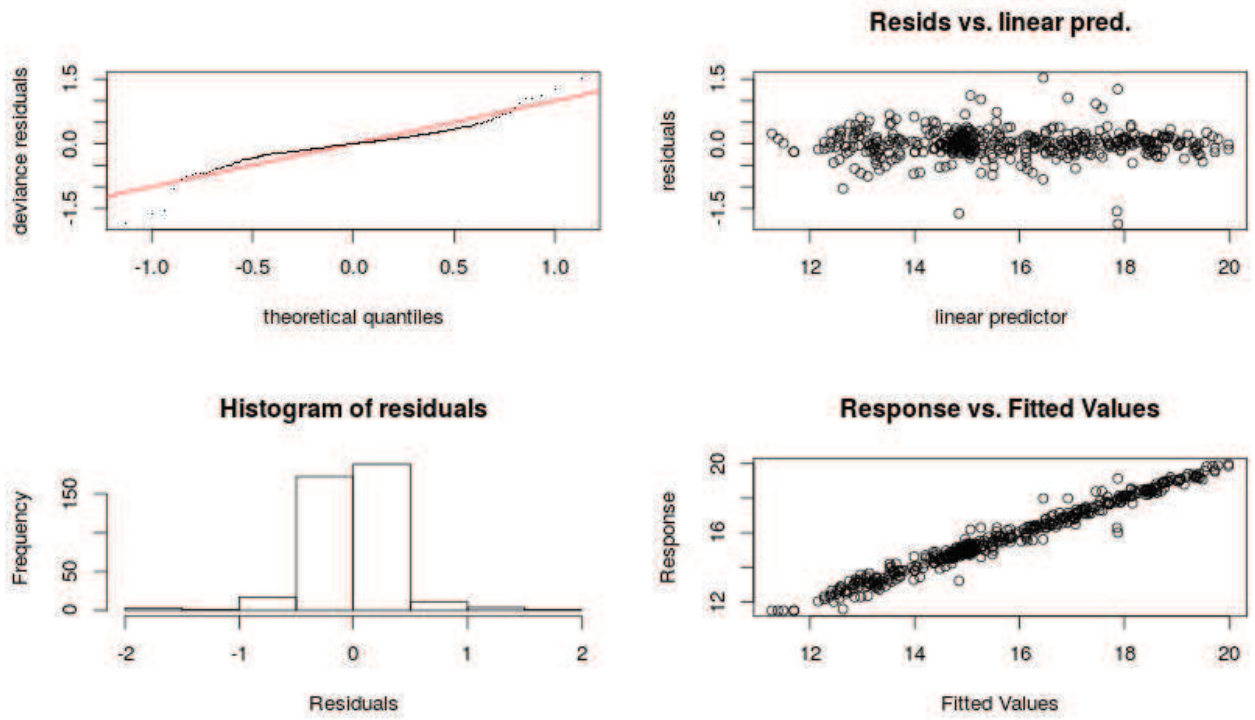 deviance residuals
1.5
0.0
-1.5
-1.0
-0.5
0.0
0.5
1.0
theoretical quantiles
Resids vs. linear pred.
residuals
1.5
0.0
-1.5
12
14
16
18
20
linear predictor
Histogram of residuals
Frequency
150
50
0
-2
-1
0
1
2
Residuals
Response vs. Fitted Values
Response
20
16
12
12
14
16
18
20
Fitted Values